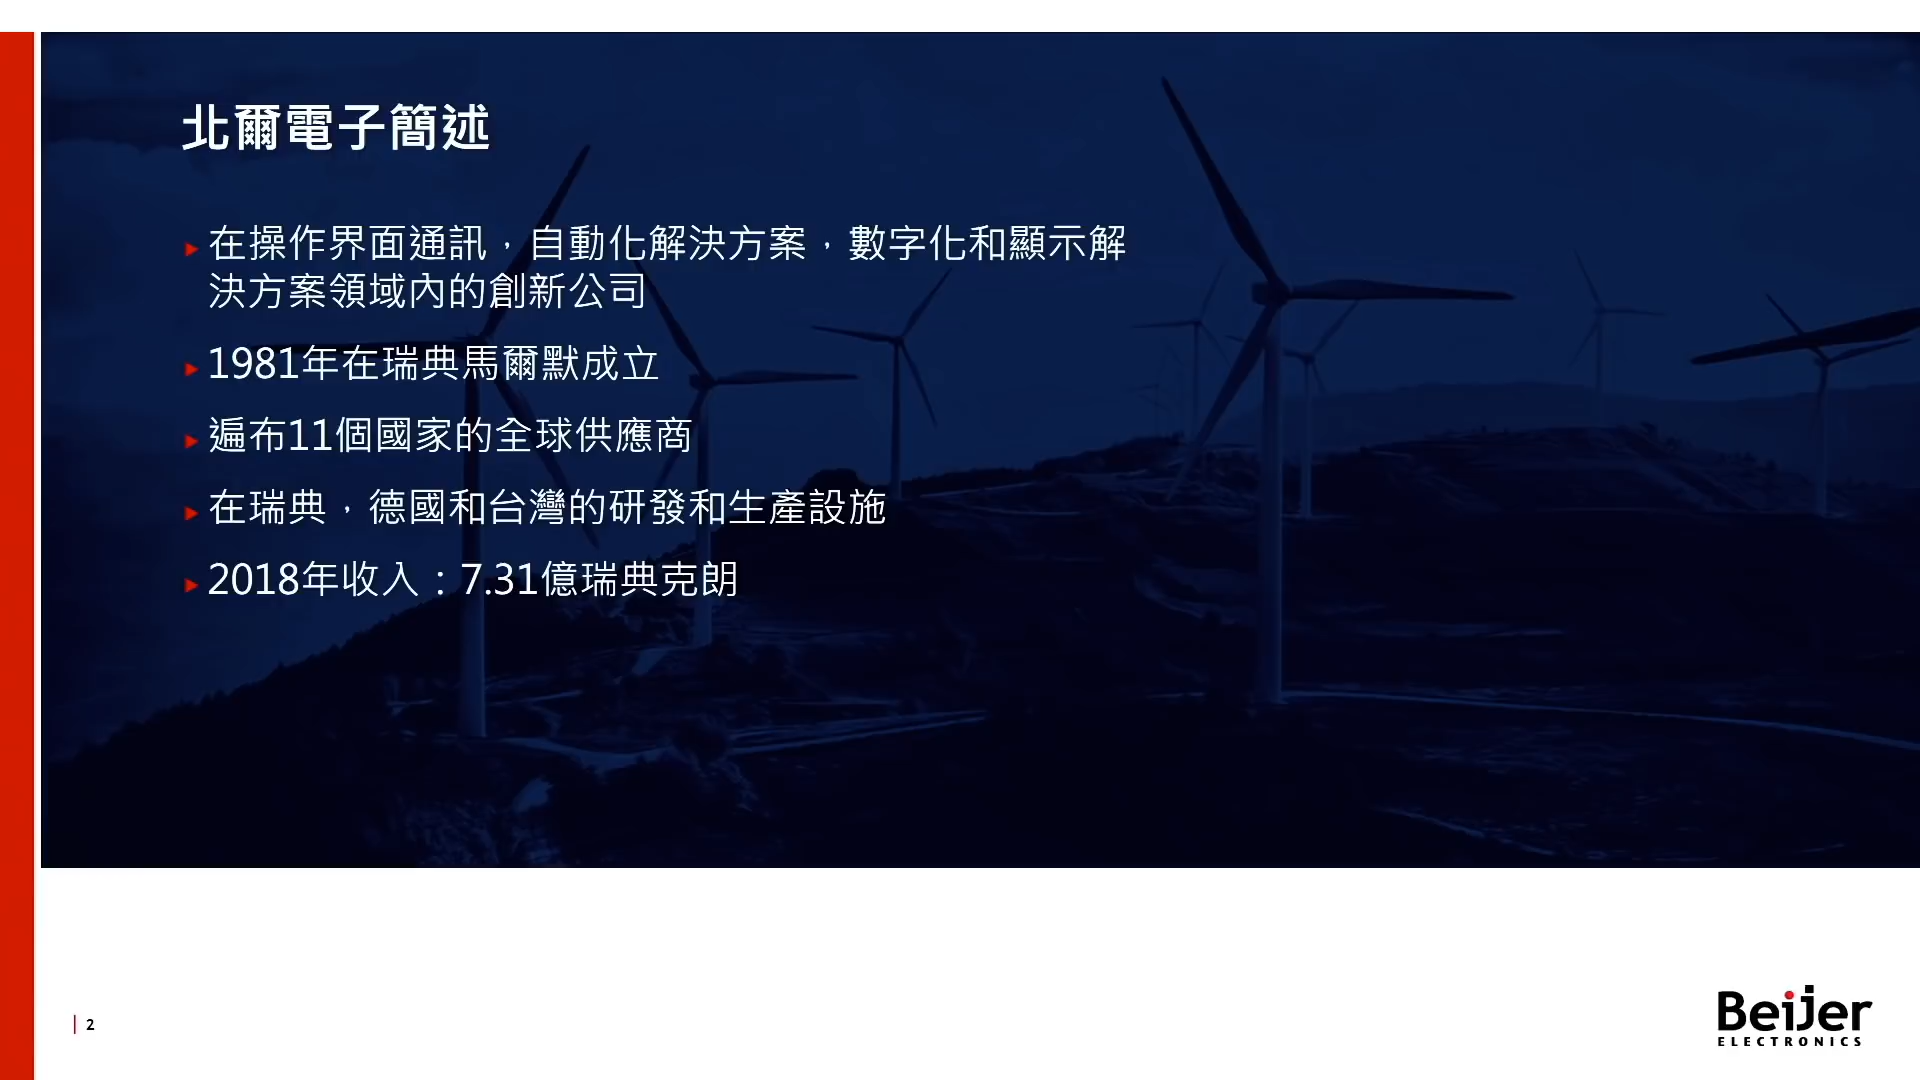 北爾電子簡述
在操作界面通訊，自動化解決方案，數字化和顯示解
決方案領域內的創新公司
1981年在瑞典馬爾默成立
遍布11個國家的全球供應商
在瑞典，德國和台灣的研發和生產設施
2018年收入：7.31億瑞典克朗
2
Beijer
ELECTRONICS